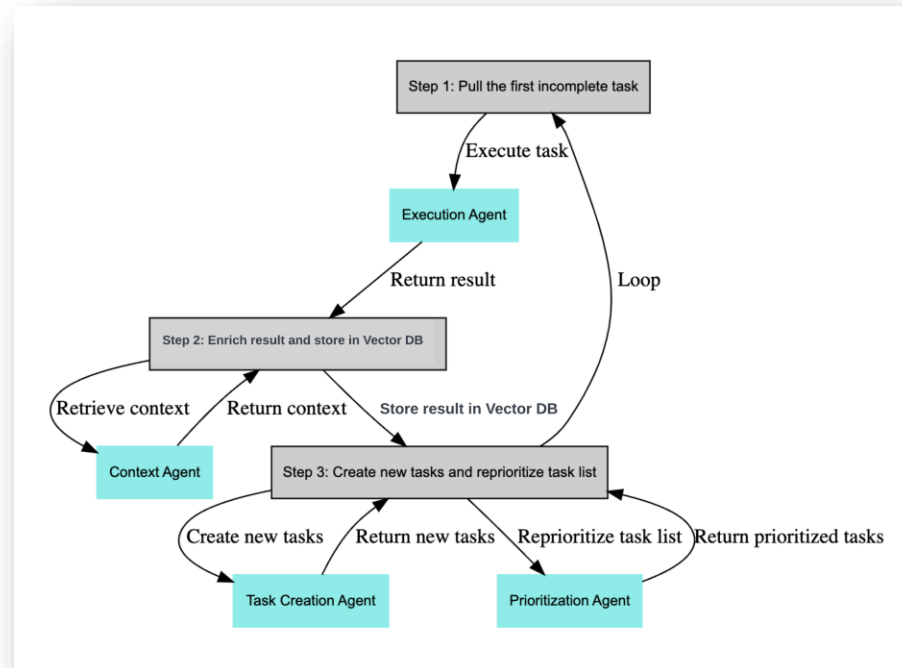 Step 1: Pull the first incomplete task
Execute task
Execution Agent
Return result
Loop
Step 2: Enrich result and store in Vector DB
Retrieve context
Return context
Store result in Vector DB
Context Agent
Step 3: Create new tasks and reprioritize task list
Create new tasks
Return new tasks
Reprioritize task list
Return prioritized tasks
Task Creation Agent
Prioritization Agent